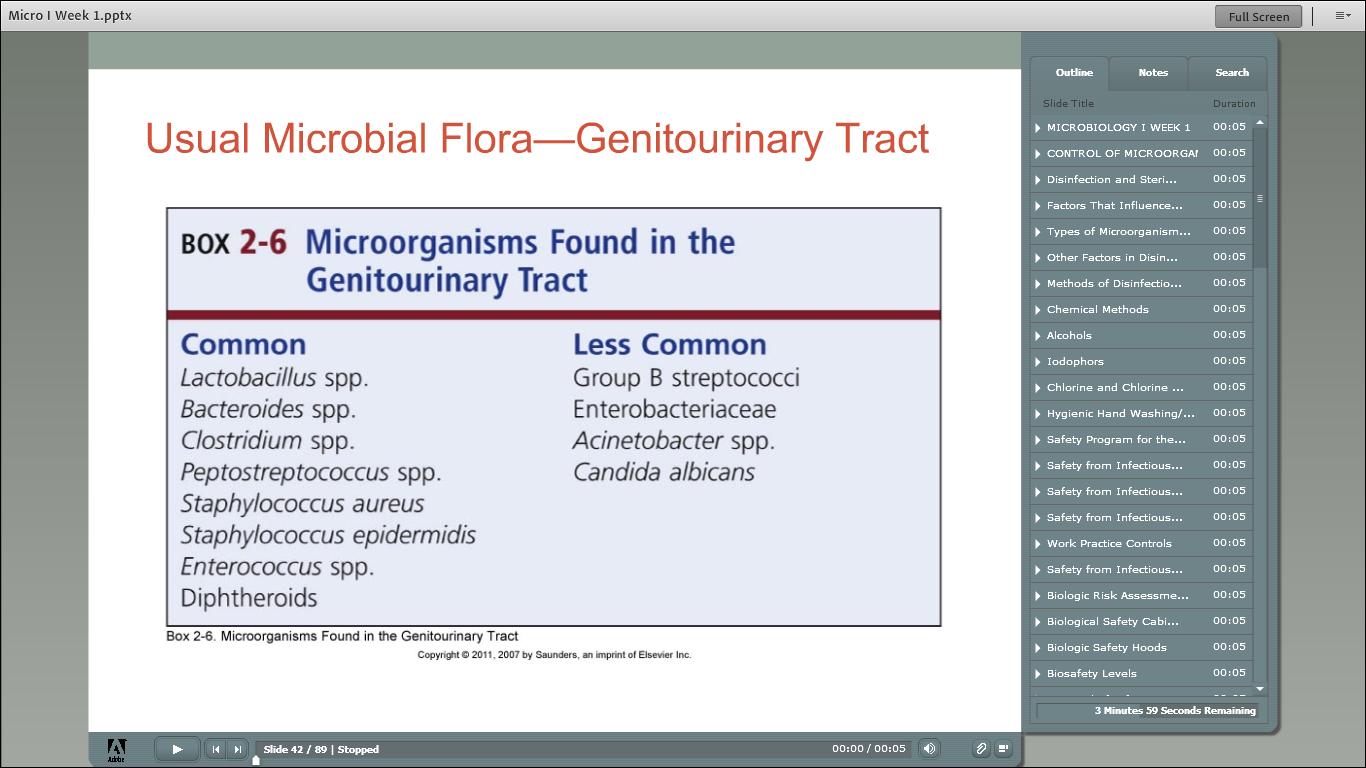 Micro I Week 1.pptx
Full Screen
Usual Microbial Flora—Genitourinary Tract
BOX 2-6 Microorganisms Found in the
Genitourinary Tract
Common
Lactobacillus spp.
Bacteroides spp.
Clostridium spp.
Peptostreptococcus spp.
Staphylococcus aureus
Staphylococcus epidermidis
Enterococcus spp.
Diphtheroids
Less Common
Group B streptococci
Enterobacteriaceae
Acinetobacter spp.
Candida albicans
Box 2-6. Microorganisms Found in the Genitourinary Tract
Copyright © 2011, 2007 by Saunders, an imprint of Elsevier Inc.
Outline Notes Search
Slide Title Duration
MICROBIOLOGY I WEEK 1 00:05
CONTROL OF MICROORGAN 00:05
Disinfection and Steri... 00:05
Factors That Influence... 00:05
Types of Microorganism... 00:05
Other Factors in Disin... 00:05
Methods of Disinfectio... 00:05
Chemical Methods 00:05
Alcohols 00:05
Iodophors 00:05
Chlorine and Chlorine ... 00:05
Hygienic Hand Washing/... 00:05
Safety Program for the... 00:05
Safety from Infectious... 00:05
Safety from Infectious... 00:05
Safety from Infectious... 00:05
Work Practice Controls 00:05
Safety from Infectious... 00:05
Biologic Risk Assessme... 00:05
Biological Safety Cabi... 00:05
Biologic Safety Hoods 00:05
Biosafety Levels 00:05
3 Minutes 59 Seconds Remaining
Adobe
Slide 42 / 89 | Stopped
00:00 / 00:05